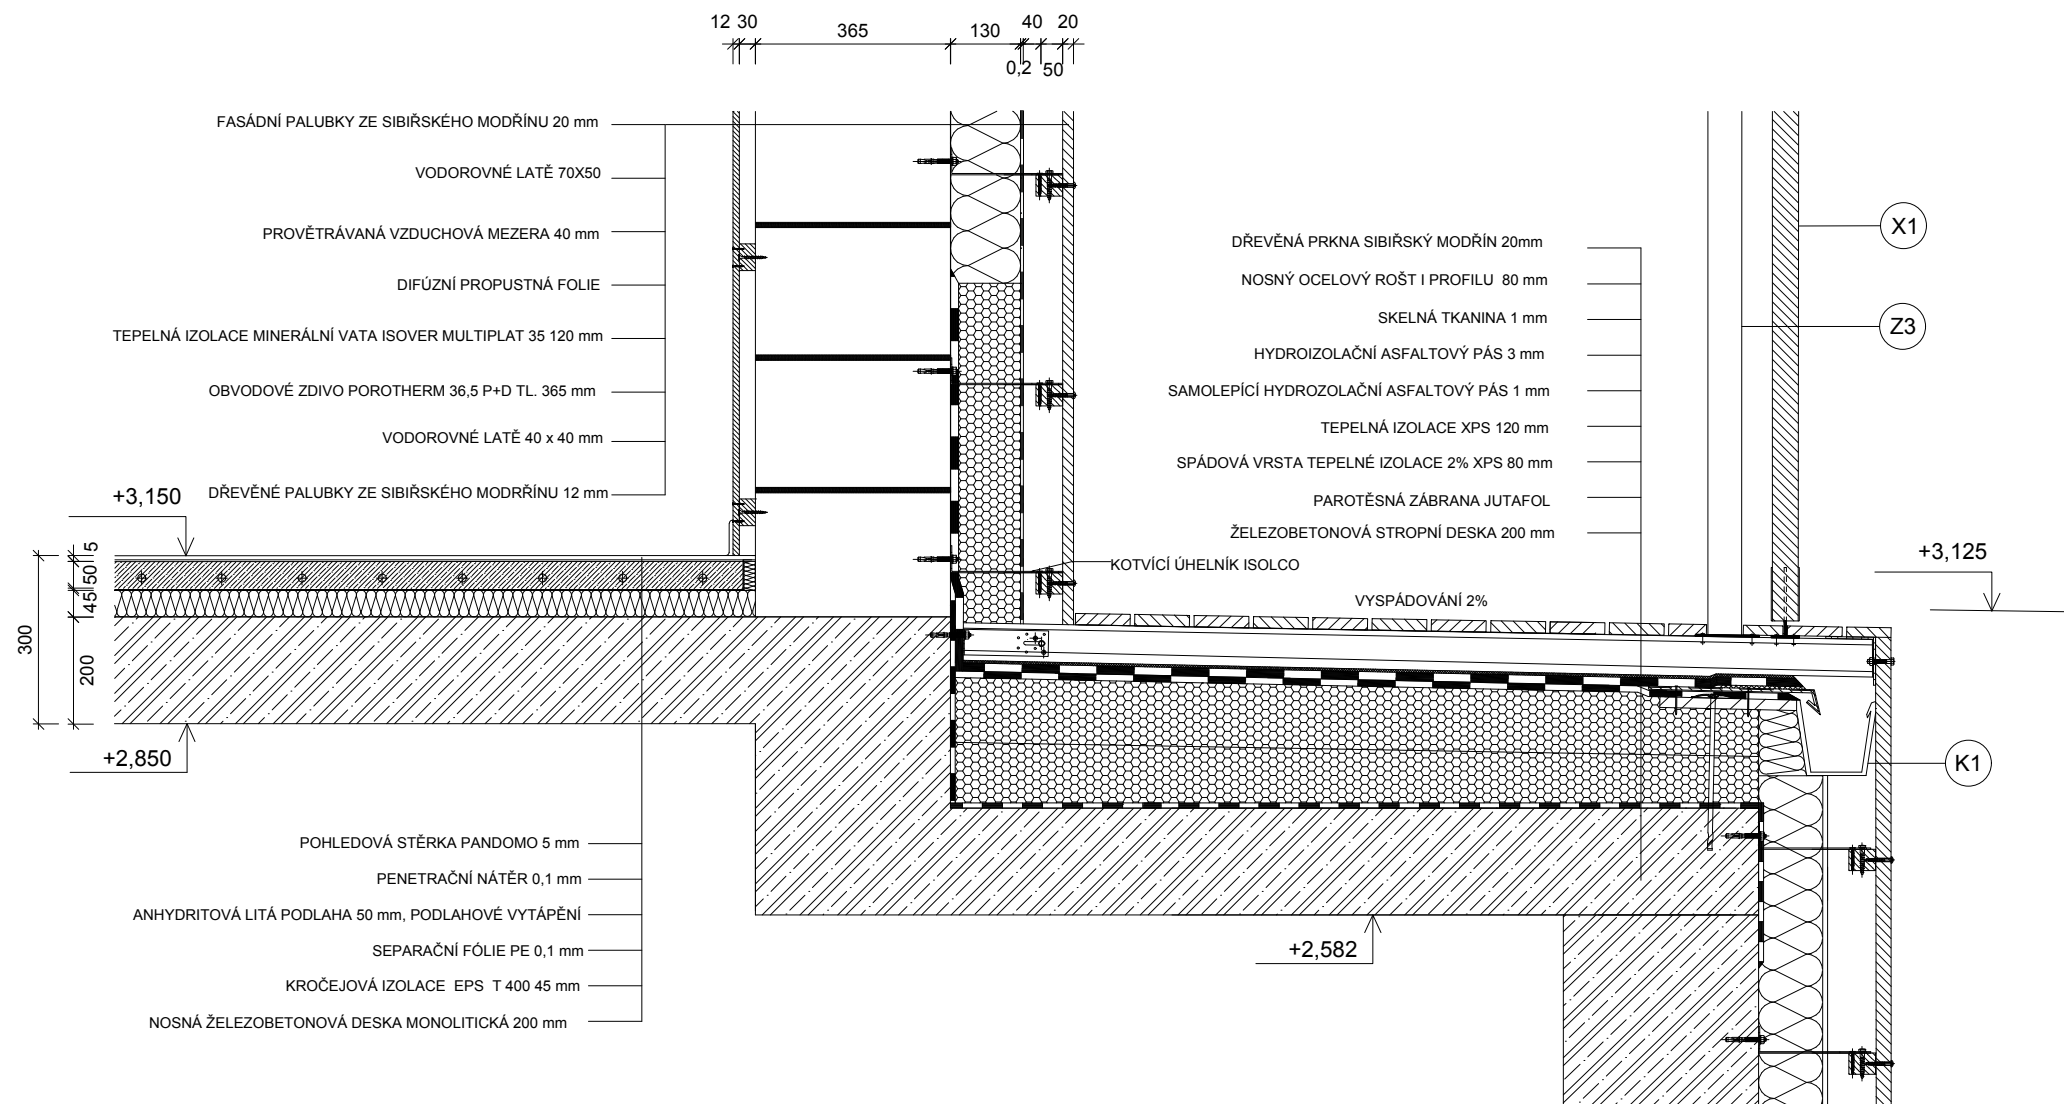 12 30 365 130 40 20
0,2 50
FASÁDNÍ PALUBKY ZE SIBIŘSKÉHO MODŘÍNU 20 mm
VODOROVNÉ LATĚ 70X50
PROVĚTRÁVANÁ VZDUCHOVÁ MEZERA 40 mm
DIFÚZNÍ PROPUSTNÁ FOLIE
TEPELNÁ IZOLACE MINERÁLNÍ VATA ISOVER MULTIPLAT 35 120 mm
OBVODOVÉ ZDIVO POROTHERM 36,5 P+D TL. 365 mm
VODOROVNÉ LATĚ 40 x 40 mm
DŘEVĚNÉ PALUBKY ZE SIBIŘSKÉHO MODRŘÍNU 12 mm
DŘEVĚNÁ PRKNA SIBIŘSKÝ MODŘÍN 20mm
NOSNÝ OCELOVÝ ROŠT I PROFILU 80 mm
SKELNÁ TKANINA 1 mm
HYDROIZOLAČNÍ ASFALTOVÝ PÁS 3 mm
SAMOLEPÍCÍ HYDROZOLAČNÍ ASFALTOVÝ PÁS 1 mm
TEPELNÁ IZOLACE XPS 120 mm
SPÁDOVÁ VRSTA TEPELNÉ IZOLACE 2% XPS 80 mm
PAROTĚSNÁ ZÁBRANA JUTAFOL
ŽELEZOBETONOVÁ STROPNÍ DESKA 200 mm
KOTVÍCÍ ÚHELNÍK ISOLCO
VYSPÁDOVÁNÍ 2%
X1
Z3
K1
+3,150
+3,125
5
50
45
200
300
+2,850
+2,582
POHLEDOVÁ STĚRKA PANDOMO 5 mm
PENETRAČNÍ NÁTĚR 0,1 mm
ANHYDRITOVÁ LITÁ PODLAHA 50 mm, PODLAHOVÉ VYTÁPĚNÍ
SEPARAČNÍ FÓLIE PE 0,1 mm
KROČEJOVÁ IZOLACE EPS T 400 45 mm
NOSNÁ ŽELEZOBETONOVÁ DESKA MONOLITICKÁ 200 mm